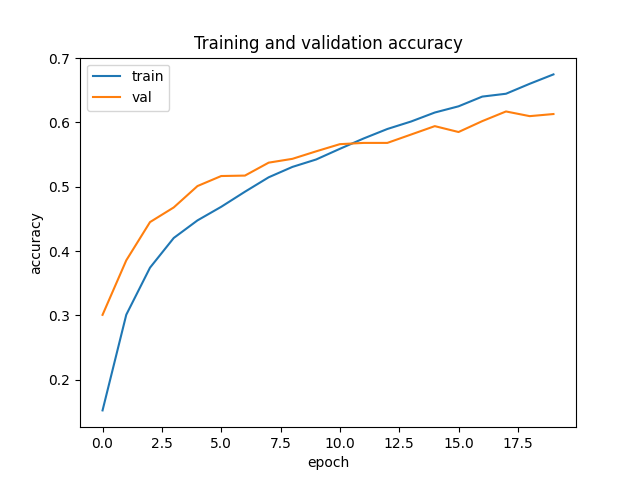 Training and validation accuracy
train
val
accuracy
0.7
0.6
0.5
0.4
0.3
0.2
0.0 2.5 5.0 7.5 10.0 12.5 15.0 17.5
epoch